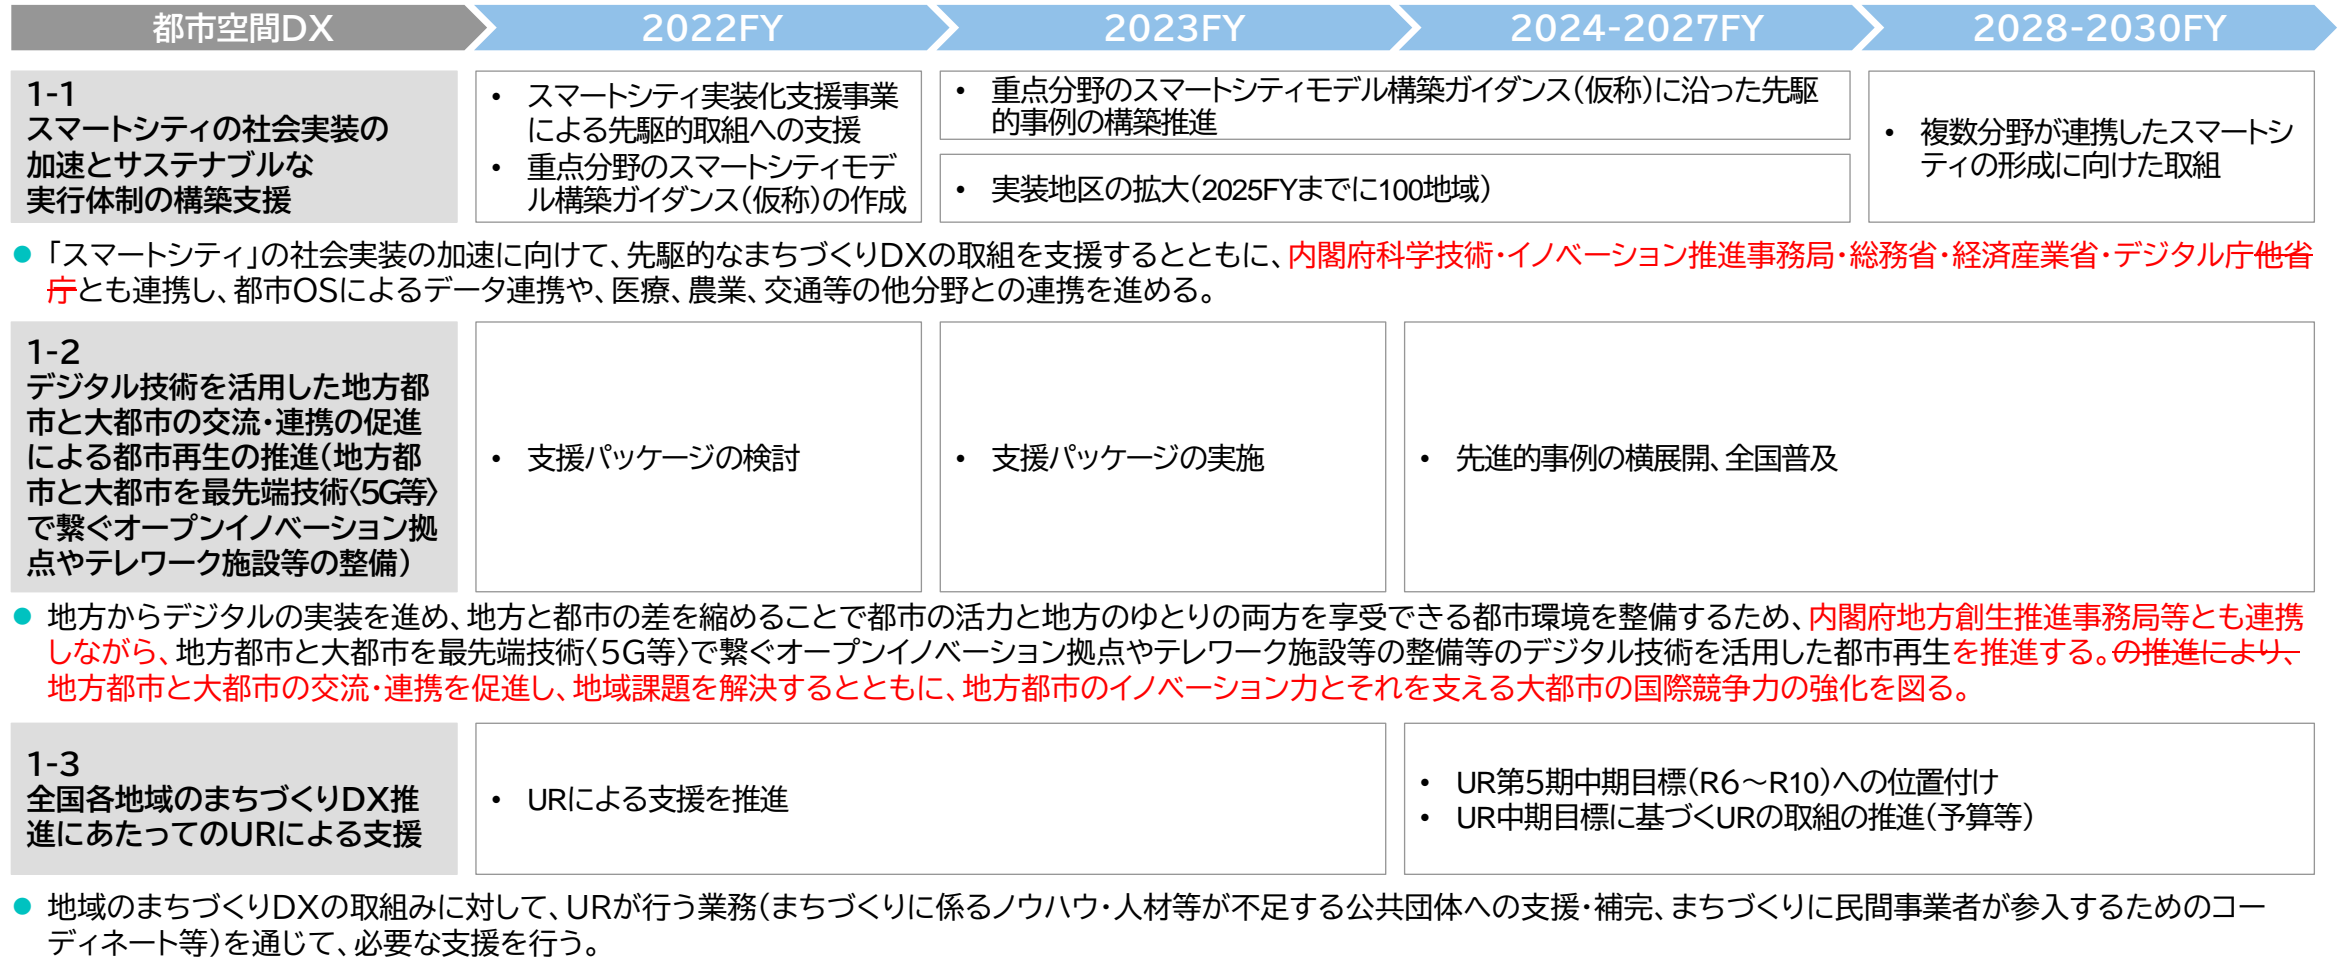 都市空間DX
2022FY
2023FY
2024-2027FY
2028-2030FY
1-1
スマートシティの社会実装の
加速とサステナブルな
実行体制の構築支援
• スマートシティ実装化支援事業
による先駆的取組への支援
• 重点分野のスマートシティモデ
ル構築ガイダンス(仮称)の作成
• 重点分野のスマートシティモデル構築ガイダンス(仮称)に沿った先駆
的事例の構築推進
• 実装地区の拡大(2025FYまでに100地域)
• 複数分野が連携したスマートシ
ティの形成に向けた取組
● 「スマートシティ」の社会実装の加速に向けて、先駆的なまちづくりDXの取組を支援するとともに、内閣府科学技術・イノベーション推進事務局・総務省・経済産業省・デジタル庁他省
庁とも連携し、都市OSによるデータ連携や、医療、農業、交通等の他分野との連携を進める。
1-2
デジタル技術を活用した地方都
市と大都市の交流・連携の促進
による都市再生の推進(地方都
市と大都市を最先端技術〈5G等〉
で繋ぐオープンイノベーション拠
点やテレワーク施設等の整備)
• 支援パッケージの検討
• 支援パッケージの実施
• 先進的事例の横展開、全国普及
● 地方からデジタルの実装を進め、地方と都市の差を縮めることで都市の活力と地方のゆとりの両方を享受できる都市環境を整備するため、内閣府地方創生推進事務局等とも連携
しながら、地方都市と大都市を最先端技術〈5G等〉で繋ぐオープンイノベーション拠点やテレワーク施設等の整備等のデジタル技術を活用した都市再生を推進する。の推進により、
地方都市と大都市の交流・連携を促進し、地域課題を解決するとともに、地方都市のイノベーション力とそれを支える大都市の国際競争力の強化を図る。
1-3
全国各地域のまちづくりDX推
進にあたってのURによる支援
• URによる支援を推進
• UR第5期中期目標(R6～R10)への位置付け
• UR中期目標に基づくURの取組の推進(予算等)
● 地域のまちづくりDXの取組みに対して、URが行う業務(まちづくりに係るノウハウ・人材等が不足する公共団体への支援・補完、まちづくりに民間事業者が参入するためのコー
ディネート等)を通じて、必要な支援を行う。